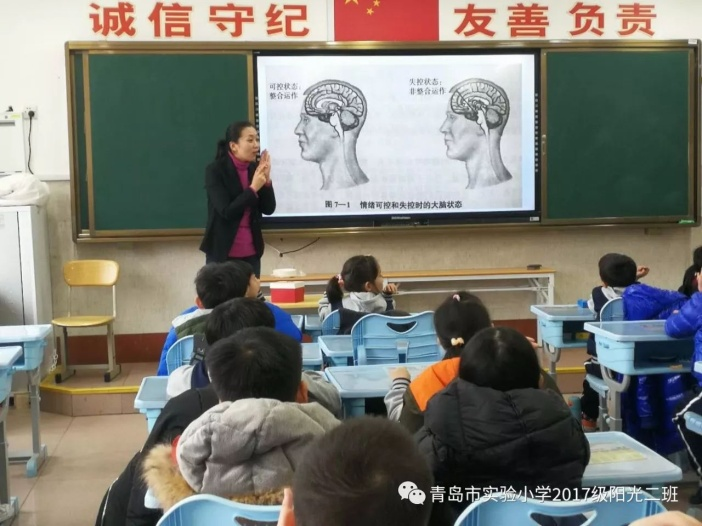 诚信守纪 友善负责
可控状态：
整合运作
失控状态：
非整合运作
图 7—1 情绪可控和失控时的大脑状态
青岛市实验小学2017级阳光二班